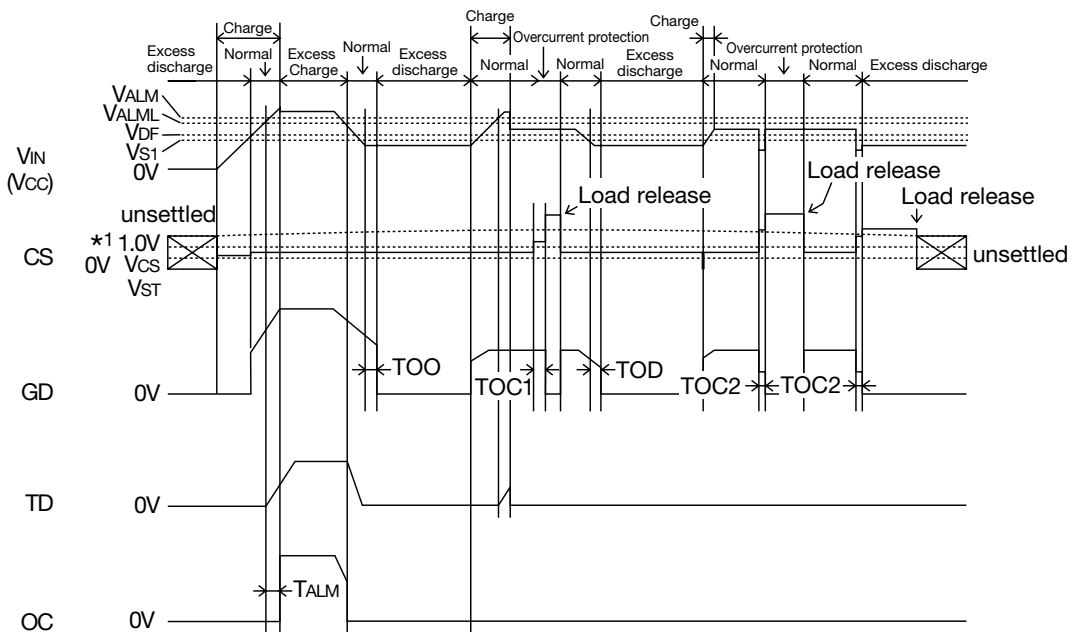 Charge
Charge
Charge
Excess discharge
Normal
Excess Charge
Normal
Excess discharge
Normal
Overcurrent protection
Normal
Excess discharge
Normal
Overcurrent protection
Normal
Excess discharge
VALM
VALML
VDF
VS1
0V
VIN
(VCC)
Load release
Load release
Load release
unsettled
*1 1.0V
CS
0V VCS
VST
unsettled
TOO
TOC1
TOD
TOC2
TOC2
GD
0V
TD
0V
TALM
OC
0V